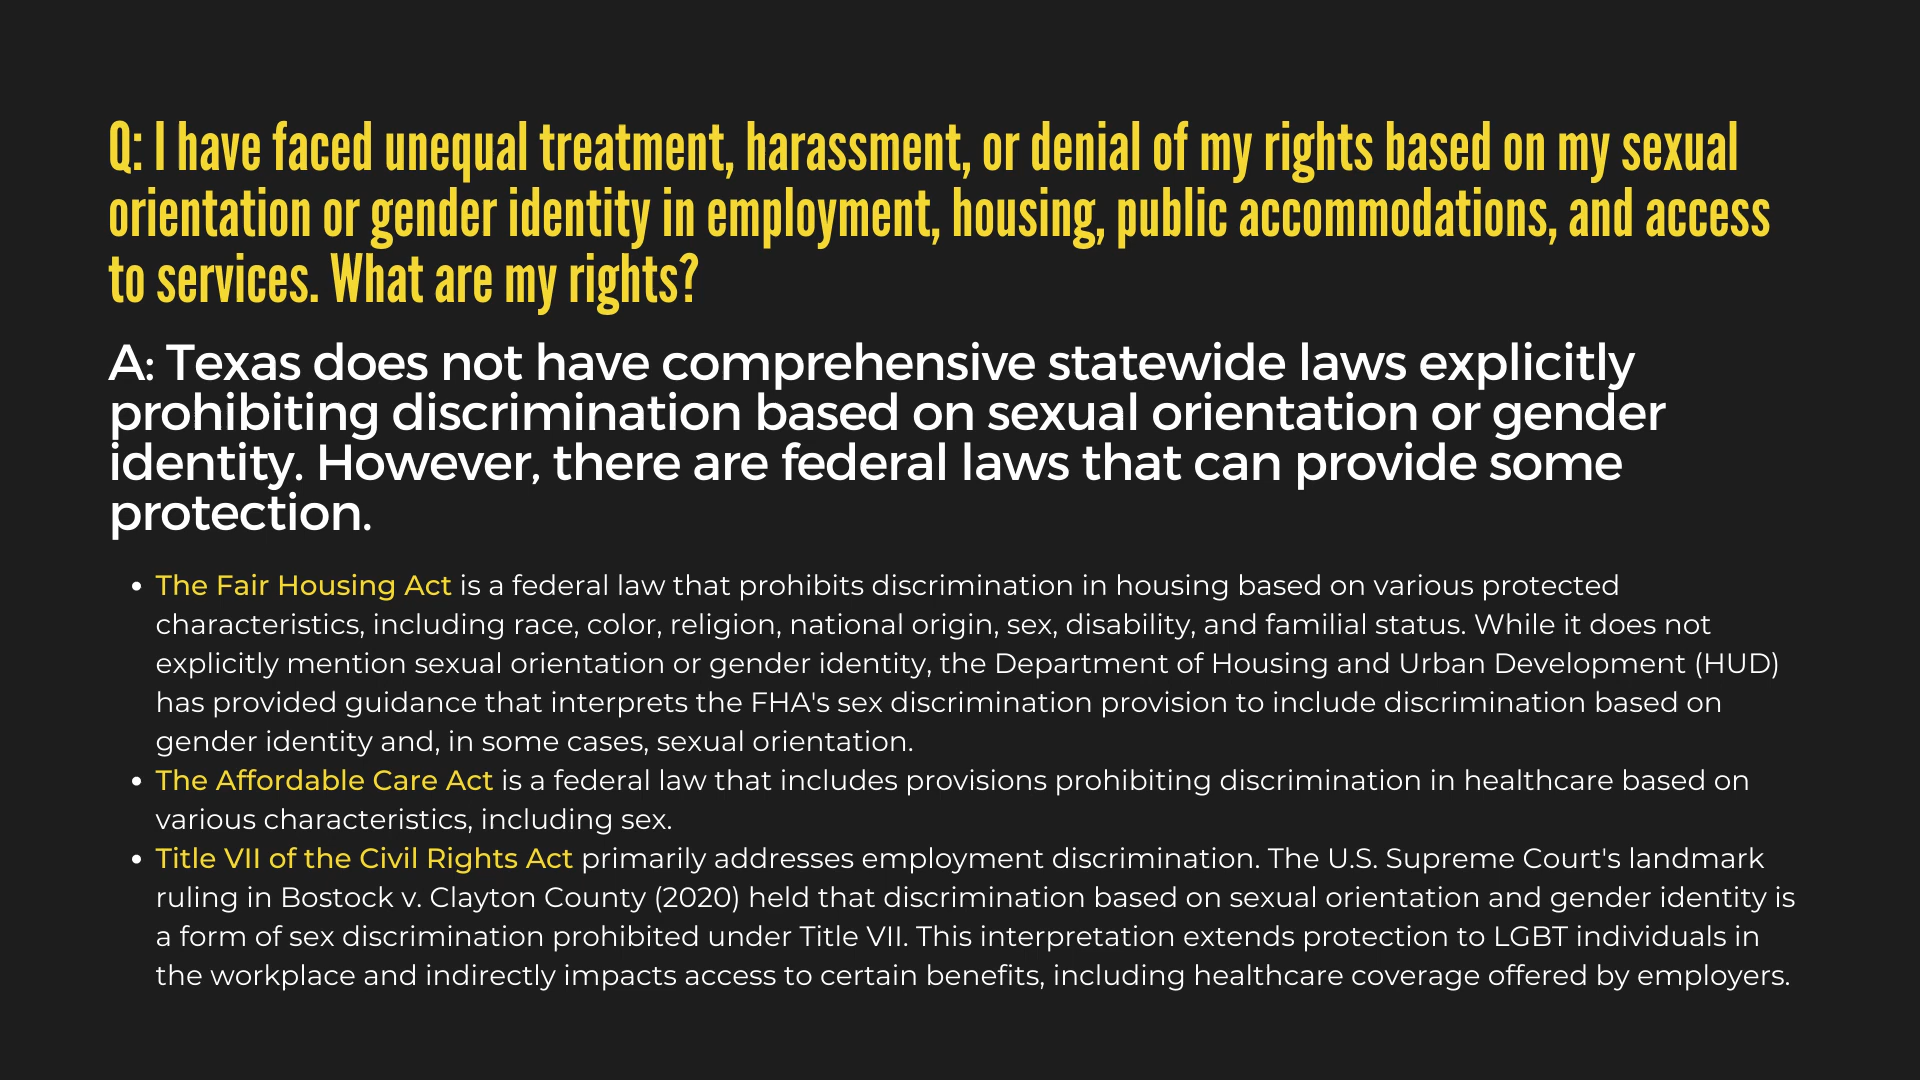 Q: I have faced unequal treatment, harassment, or denial of my rights based on my sexual
orientation or gender identity in employment, housing, public accommodations, and access
to services. What are my rights?
A: Texas does not have comprehensive statewide laws explicitly
prohibiting discrimination based on sexual orientation or gender
identity. However, there are federal laws that can provide some
protection.
• The Fair Housing Act is a federal law that prohibits discrimination in housing based on various protected
characteristics, including race, color, religion, national origin, sex, disability, and familial status. While it does not
explicitly mention sexual orientation or gender identity, the Department of Housing and Urban Development (HUD)
has provided guidance that interprets the FHA's sex discrimination provision to include discrimination based on
gender identity and, in some cases, sexual orientation.
• The Affordable Care Act is a federal law that includes provisions prohibiting discrimination in healthcare based on
various characteristics, including sex.
• Title VII of the Civil Rights Act primarily addresses employment discrimination. The U.S. Supreme Court's landmark
ruling in Bostock v. Clayton County (2020) held that discrimination based on sexual orientation and gender identity is
a form of sex discrimination prohibited under Title VII. This interpretation extends protection to LGBT individuals in
the workplace and indirectly impacts access to certain benefits, including healthcare coverage offered by employers.